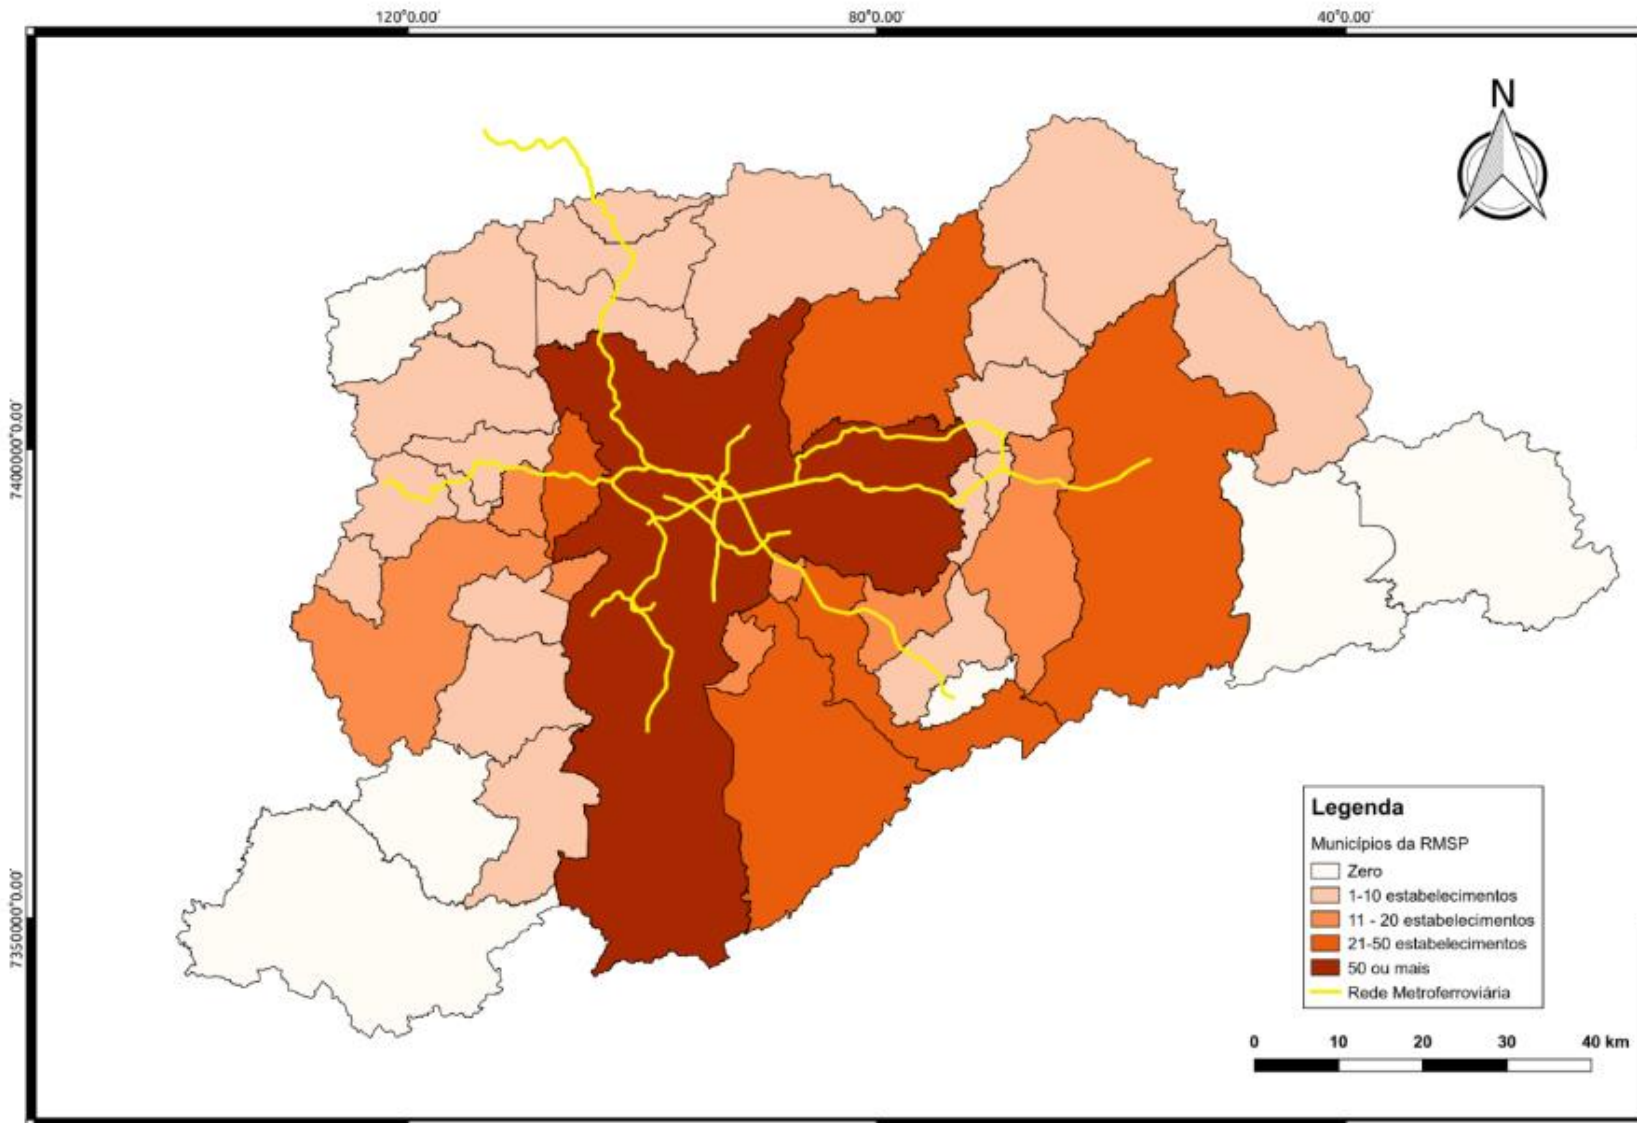 120°0.00′
80°0.00′
40°0.00′
N
7400000°0.00′
7350000°0.00′
Legenda
Municípios da RMSP
Zero
1-10 estabelecimentos
11 - 20 estabelecimentos
21-50 estabelecimentos
50 ou mais
Rede Metroferroviária
0 10 20 30 40 km